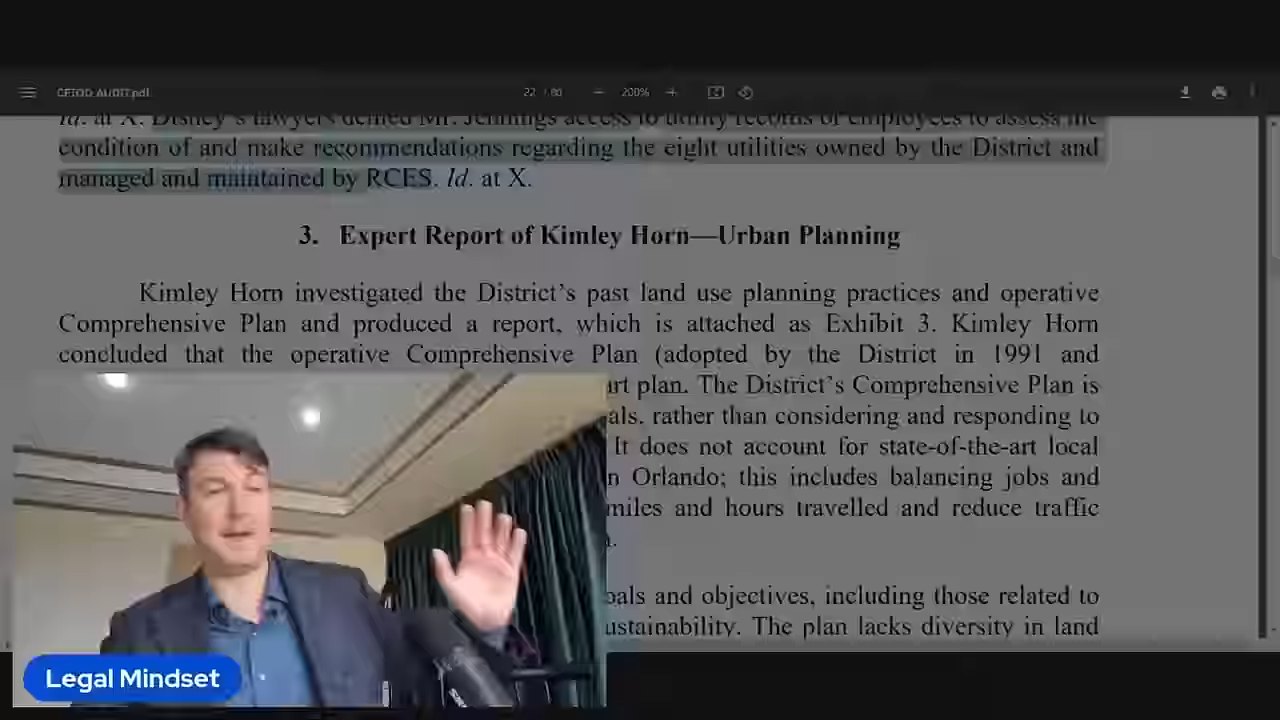 CFTOD AUDIT.pdf
22 / 80
200%
Id. at X. Disney's lawyers denied Mr. Jennings access to utility records or employees to assess the
condition of and make recommendations regarding the eight utilities owned by the District and
managed and maintained by RCES. Id. at X.
3. Expert Report of Kimley Horn—Urban Planning
Kimley Horn investigated the District's past land use planning practices and operative
Comprehensive Plan and produced a report, which is attached as Exhibit 3. Kimley Horn
concluded that the operative Comprehensive Plan (adopted by the District in 1991 and
plan. The District's Comprehensive Plan is
rather than considering and responding to
It does not account for state-of-the-art local
Orlando; this includes balancing jobs and
miles and hours travelled and reduce traffic
and objectives, including those related to
The plan lacks diversity in land
Legal Mindset